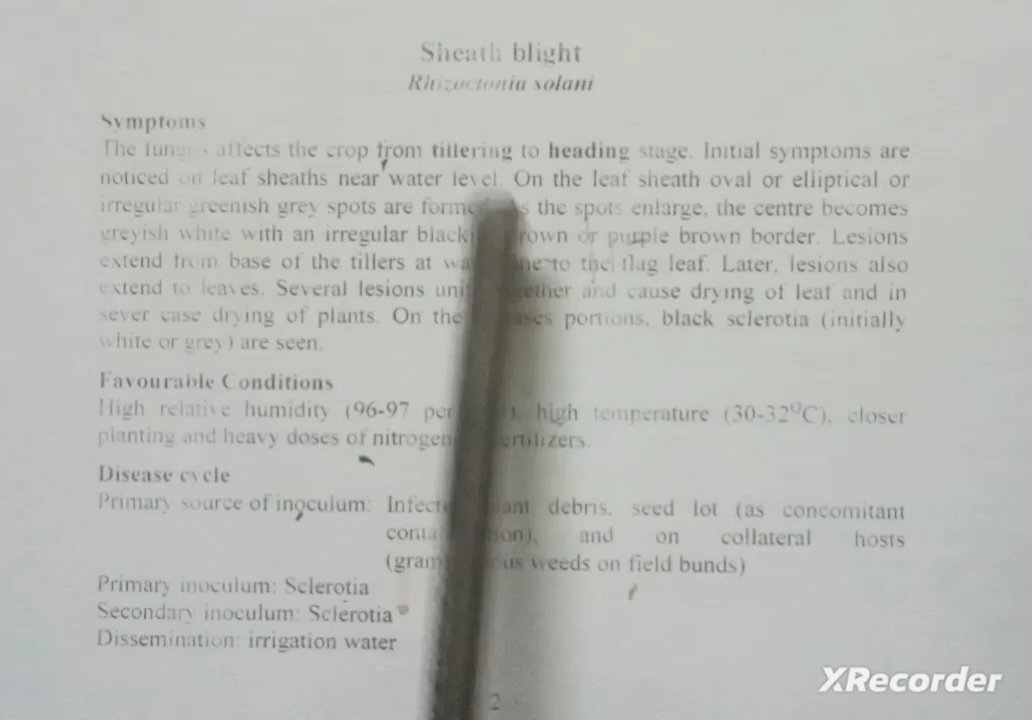 Sheath blight
Rhizoctonia solani
Symptoms
The fungus affects the crop from tillering to heading stage. Initial symptoms are
noticed on leaf sheaths near water level. On the leaf sheath oval or elliptical or
irregular greenish grey spots are the spots enlarge, the centre becomes
greyish white with an irregular or purple brown border. Lesions
extend from base of the tillers at to the flag leaf. Later, lesions also
extend to leaves. Several lesions and cause drying of leaf and in
sever case drying of plants. On the portions, black sclerotia (initially
white or grey) are seen.
Favourable Conditions
High relative humidity (96-97 high temperature (30-32⁰C), closer
planting and heavy doses of
Disease cycle
Primary source of inoculum: debris, seed lot (as concomitant
and on collateral hosts
weeds on field bunds)
Primary inoculum: Sclerotia
Secondary inoculum: Sclerotia
Dissemination: irrigation water
2
XRecorder